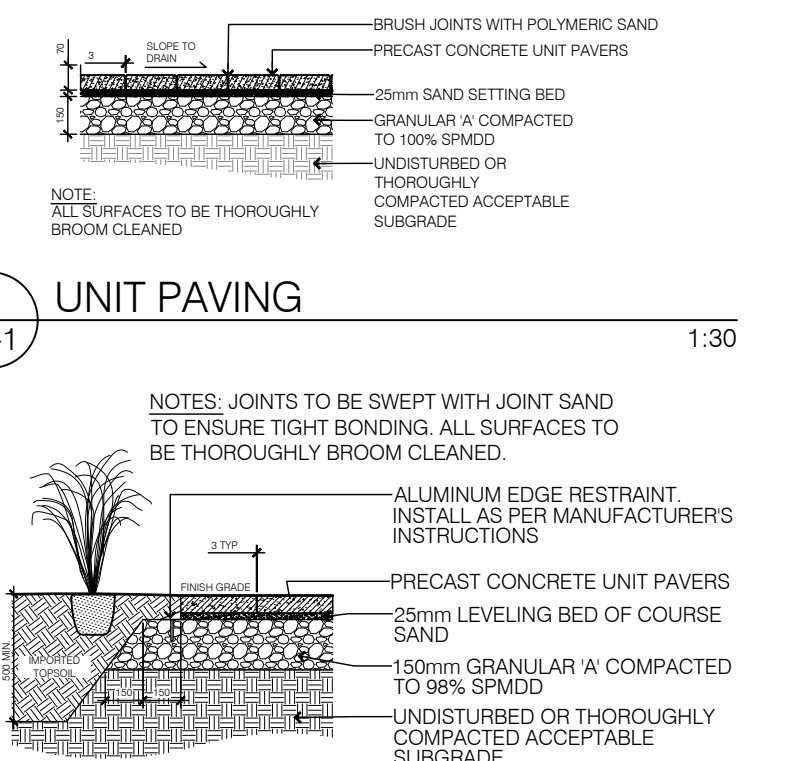 BRUSH JOINTS WITH POLYMERIC SAND
PRECAST CONCRETE UNIT PAVERS
70
3
SLOPE TO
DRAIN
25mm SAND SETTING BED
150
GRANULAR 'A' COMPACTED
TO 100% SPMDD
UNDISTURBED OR
THOROUGHLY
COMPACTED ACCEPTABLE
SUBGRADE
NOTE:
ALL SURFACES TO BE THOROUGHLY
BROOM CLEANED
UNIT PAVING
1
1:30
NOTES: JOINTS TO BE SWEPT WITH JOINT SAND
TO ENSURE TIGHT BONDING. ALL SURFACES TO
BE THOROUGHLY BROOM CLEANED.
ALUMINUM EDGE RESTRAINT.
INSTALL AS PER MANUFACTURER'S
INSTRUCTIONS
3 TYP
FINISH GRADE
PRECAST CONCRETE UNIT PAVERS
25mm LEVELING BED OF COURSE
SAND
500 MIN.
IMPORTED
TOPSOIL
150mm GRANULAR 'A' COMPACTED
TO 98% SPMDD
150 150
UNDISTURBED OR THOROUGHLY
COMPACTED ACCEPTABLE
SUBGRADE